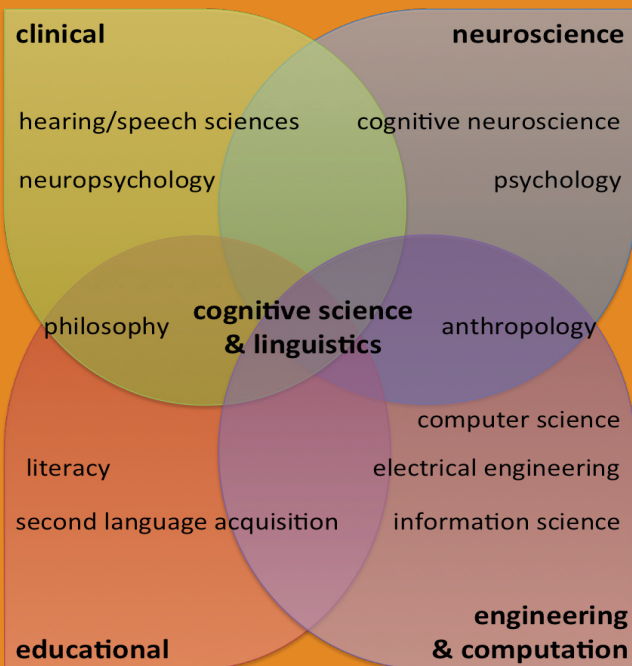 clinical
neuroscience
hearing/speech sciences
cognitive neuroscience
neuropsychology
psychology
philosophy
cognitive science
& linguistics
anthropology
computer science
literacy
electrical engineering
second language acquisition
information science
educational
engineering
& computation